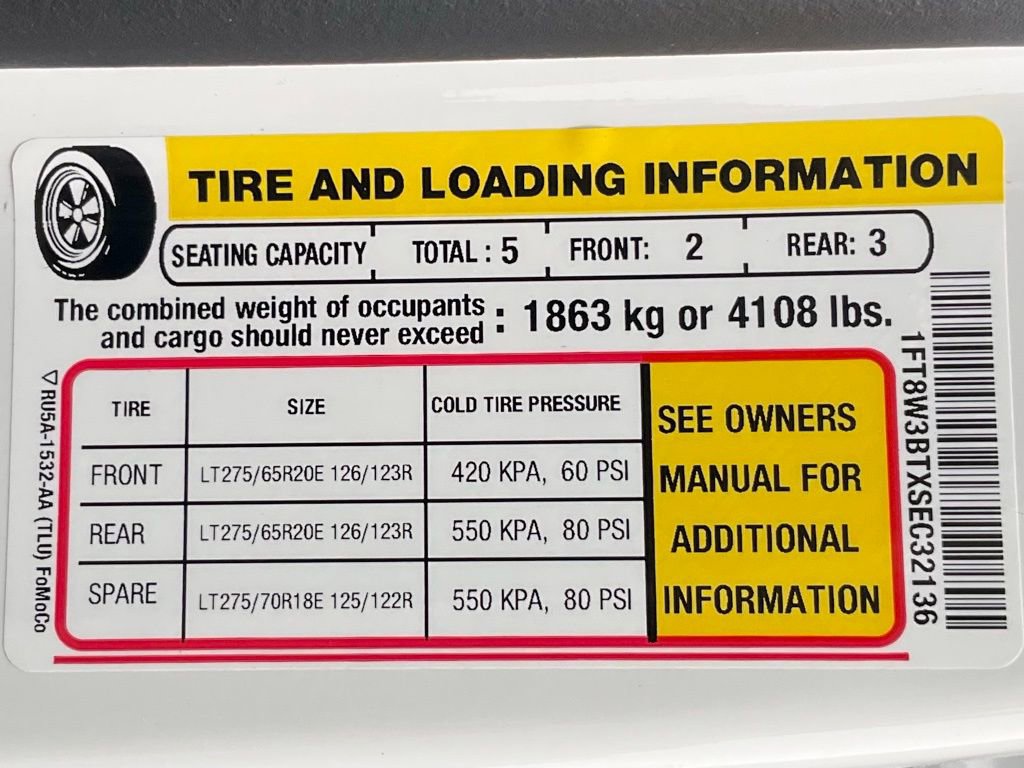 TIRE AND LOADING INFORMATION
SEATING CAPACITY TOTAL : 5 FRONT: 2 REAR: 3
The combined weight of occupants
and cargo should never exceed : 1863 kg or 4108 lbs.
TIRE SIZE COLD TIRE PRESSURE
FRONT LT275/65R20E 126/123R 420 KPA, 60 PSI
REAR LT275/65R20E 126/123R 550 KPA, 80 PSI
SPARE LT275/70R18E 125/122R 550 KPA, 80 PSI
SEE OWNERS
MANUAL FOR
ADDITIONAL
INFORMATION
RU5A-1532-AA (TLU) FoMoCo
1FT8W3BTXSEC32136